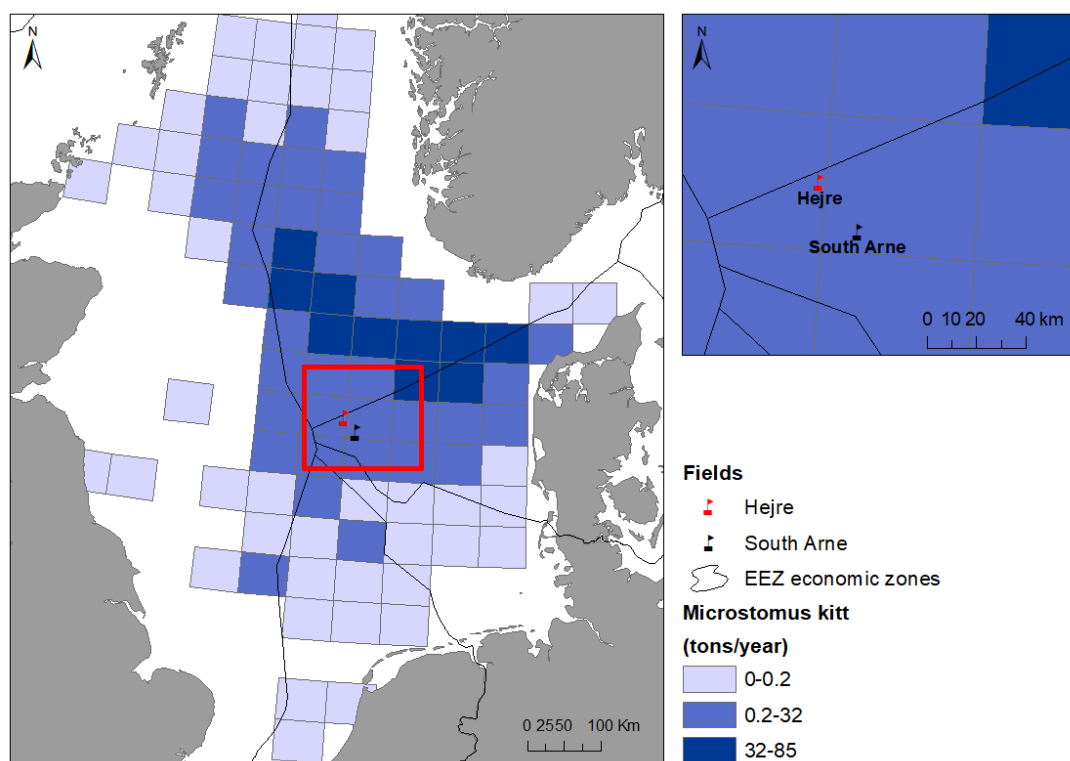 N
0 2550 100 Km
N
Hejre
South Arne
0 10 20 40 km
Fields
Hejre
South Arne
EEZ economic zones
Microstomus kitt
(tons/year)
0-0.2
0.2-32
32-85